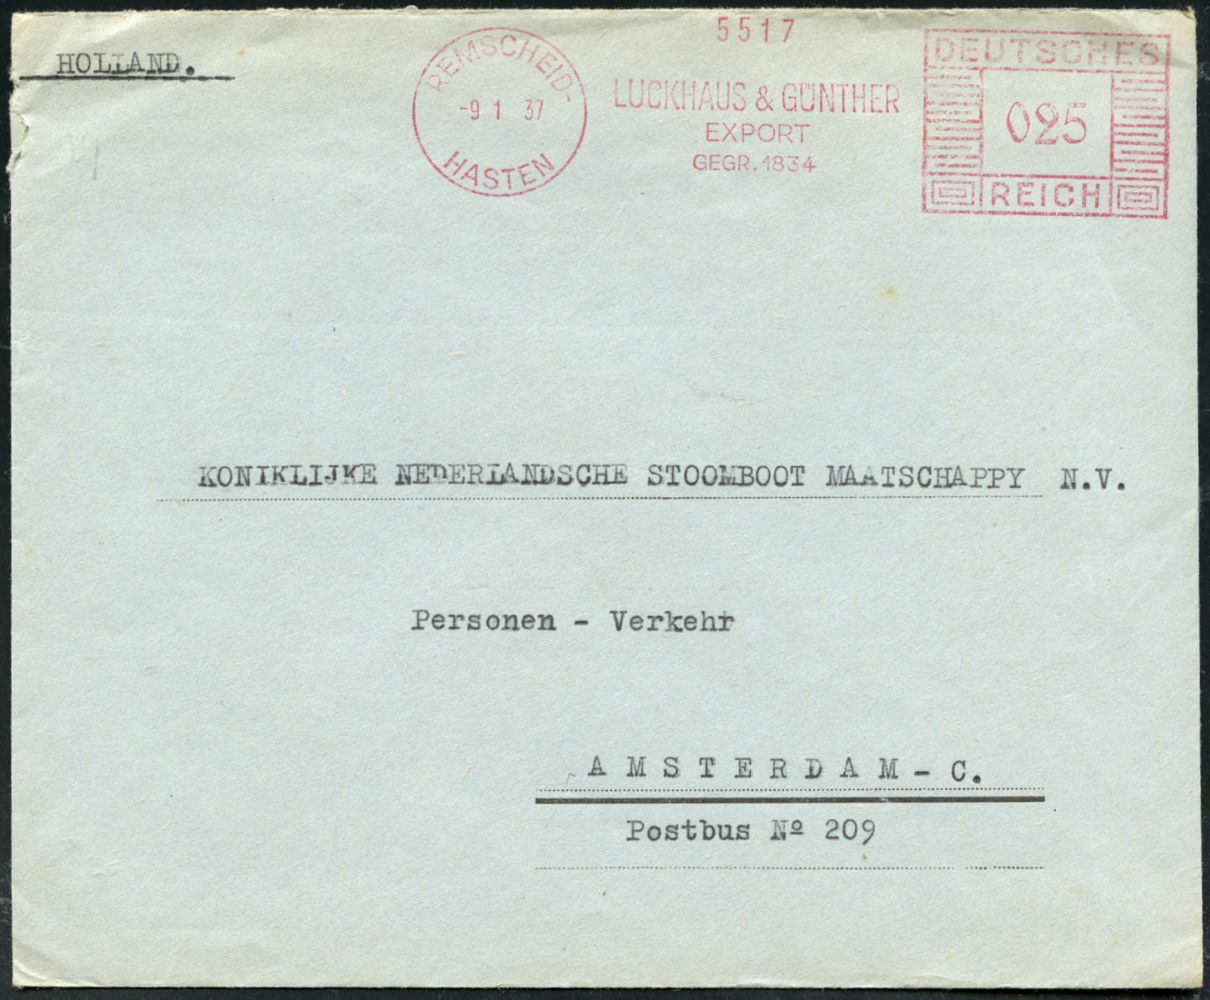 HOLLAND.
REMSCHEID-
HASTEN
-9 1 37
5517
LUCKHAUS & GÜNTHER
EXPORT
GEGR. 1834
DEUTSCHES
025
REICH
KONIKLIJKE NEDERLANDSCHE STOOMBOOT MAATSCHAPPY N.V.
Personen - Verkehr
AMSTERDAM - C.
Postbus Nº 209